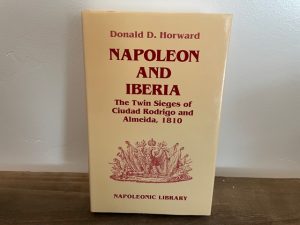 Donald D. Horward
NAPOLEON
AND
IBERIA
The Twin Sieges of
Ciudad Rodrigo and
Almeida, 1810
NAPOLEONIC LIBRARY